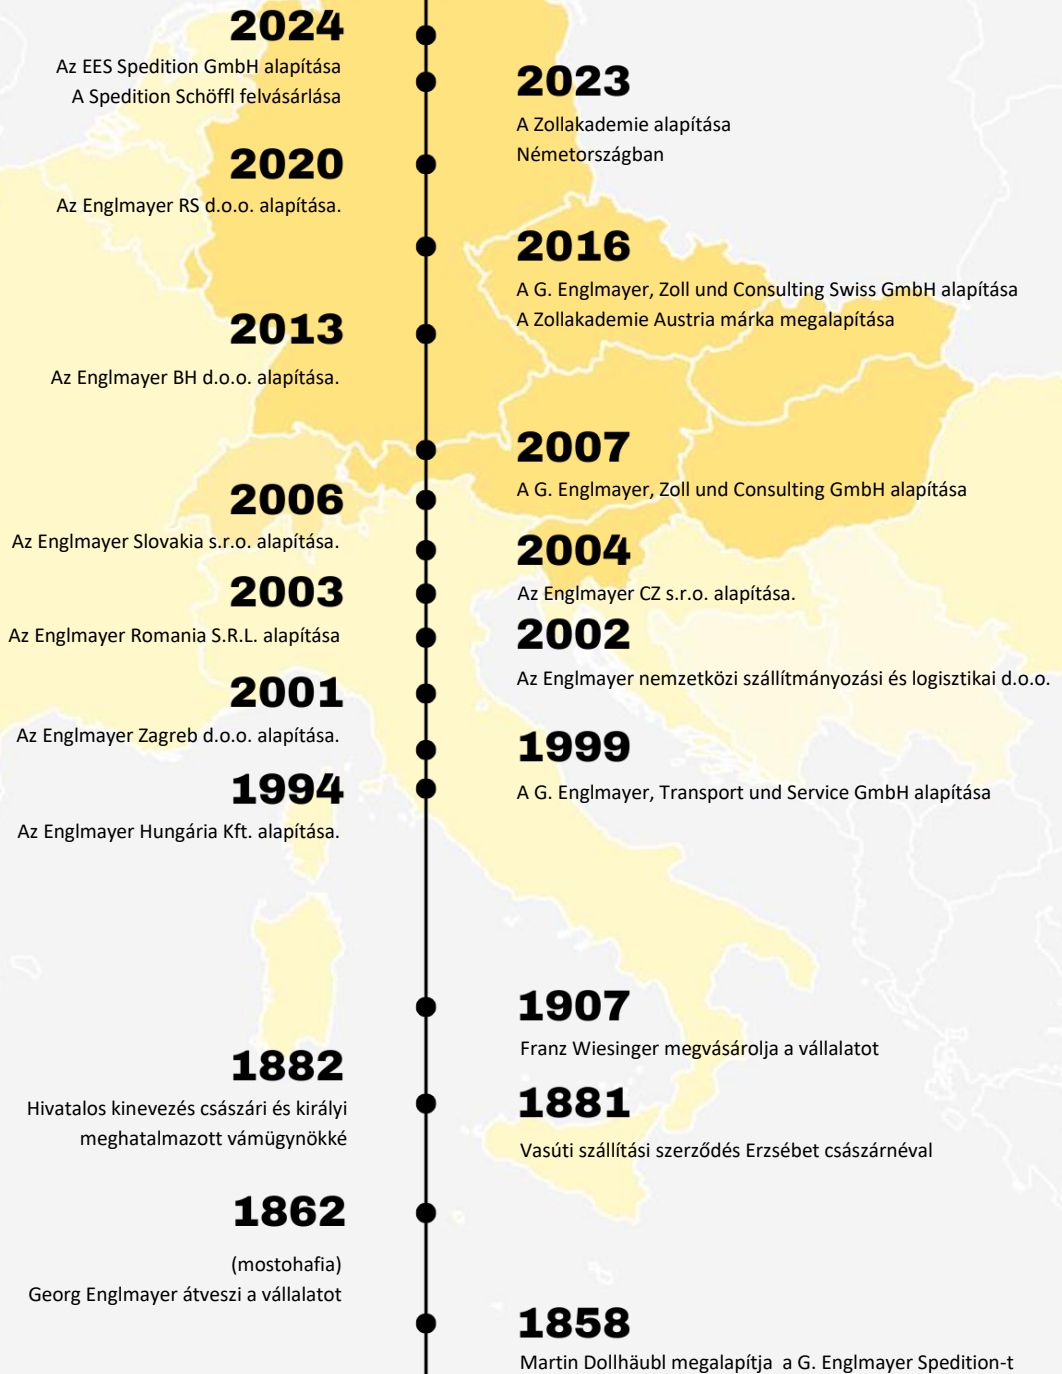 2024
Az EES Spedition GmbH alapítása
A Spedition Schöffl felvásárlása
2023
A Zollakademie alapítása
Németországban
2020
Az Englmayer RS d.o.o. alapítása.
2016
A G. Englmayer, Zoll und Consulting Swiss GmbH alapítása
A Zollakademie Austria márka megalapítása
2013
Az Englmayer BH d.o.o. alapítása.
2007
A G. Englmayer, Zoll und Consulting GmbH alapítása
2006
Az Englmayer Slovakia s.r.o. alapítása.
2004
Az Englmayer CZ s.r.o. alapítása.
2003
Az Englmayer Romania S.R.L. alapítása
2002
Az Englmayer nemzetközi szállítmányozási és logisztikai d.o.o.
2001
Az Englmayer Zagreb d.o.o. alapítása.
1999
A G. Englmayer, Transport und Service GmbH alapítása
1994
Az Englmayer Hungária Kft. alapítása.
1907
Franz Wiesinger megvásárolja a vállalatot
1882
Hivatalos kinevezés császári és királyi
meghatalmazott vámügynökké
1881
Vasúti szállítási szerződés Erzsébet császárnéval
1862
(mostohafia)
Georg Englmayer átveszi a vállalatot
1858
Martin Dollhäubl megalapítja  a G. Englmayer Spedition-t